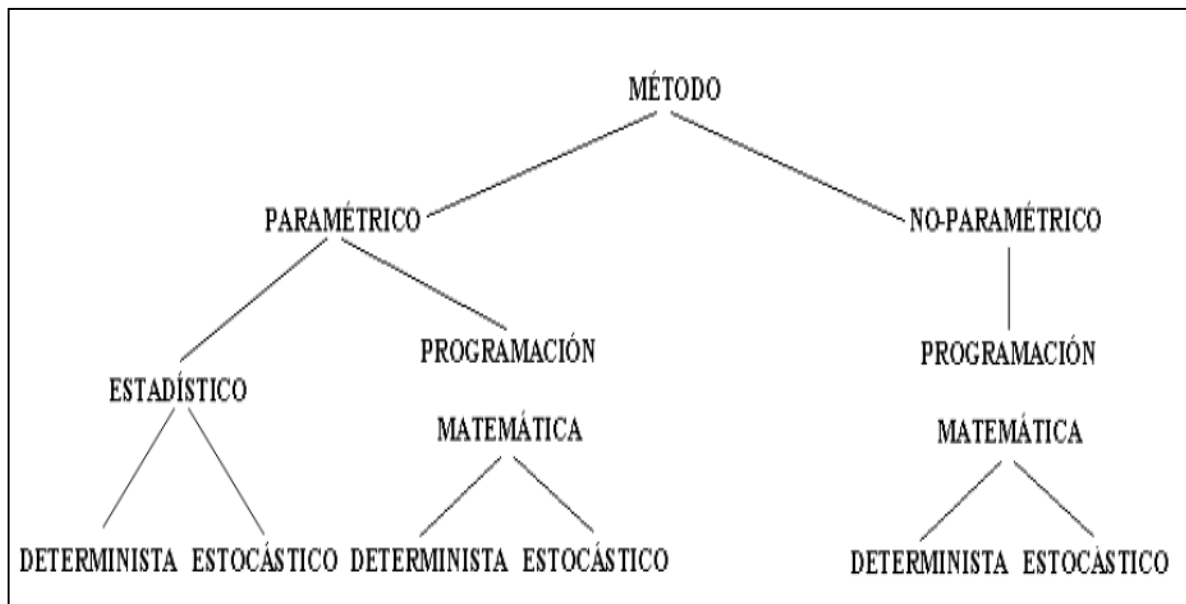 MÉTODO
PARAMÉTRICO NO-PARAMÉTRICO
PROGRAMACIÓN PROGRAMACIÓN
ESTADÍSTICO
MATEMÁTICA MATEMÁTICA
DETERMINISTA ESTOCÁSTICO DETERMINISTA ESTOCÁSTICO DETERMINISTA ESTOCÁSTICO